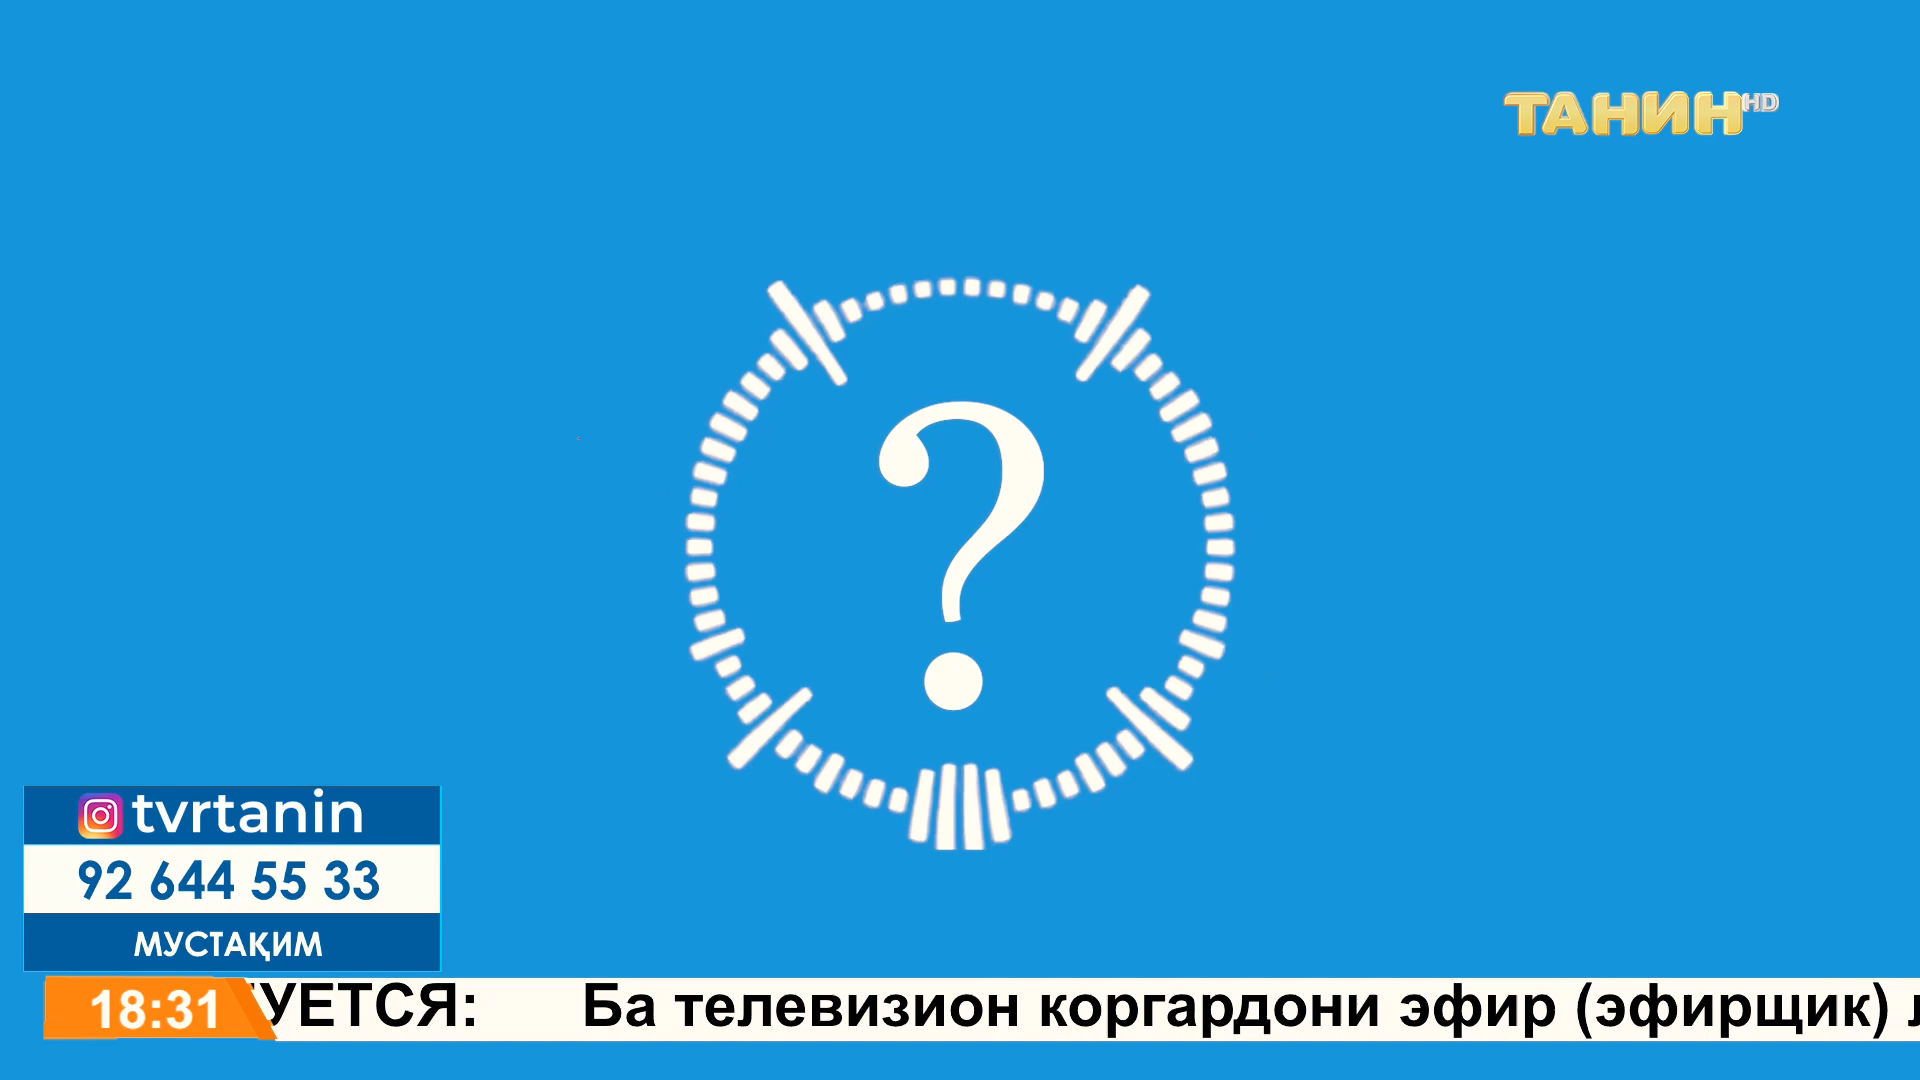 ТАНИН HD
?
tvrtanin
92 644 55 33
МУСТАҚИМ
18:31
УЕТСЯ: Ба телевизион коргардони эфир (эфирщик)